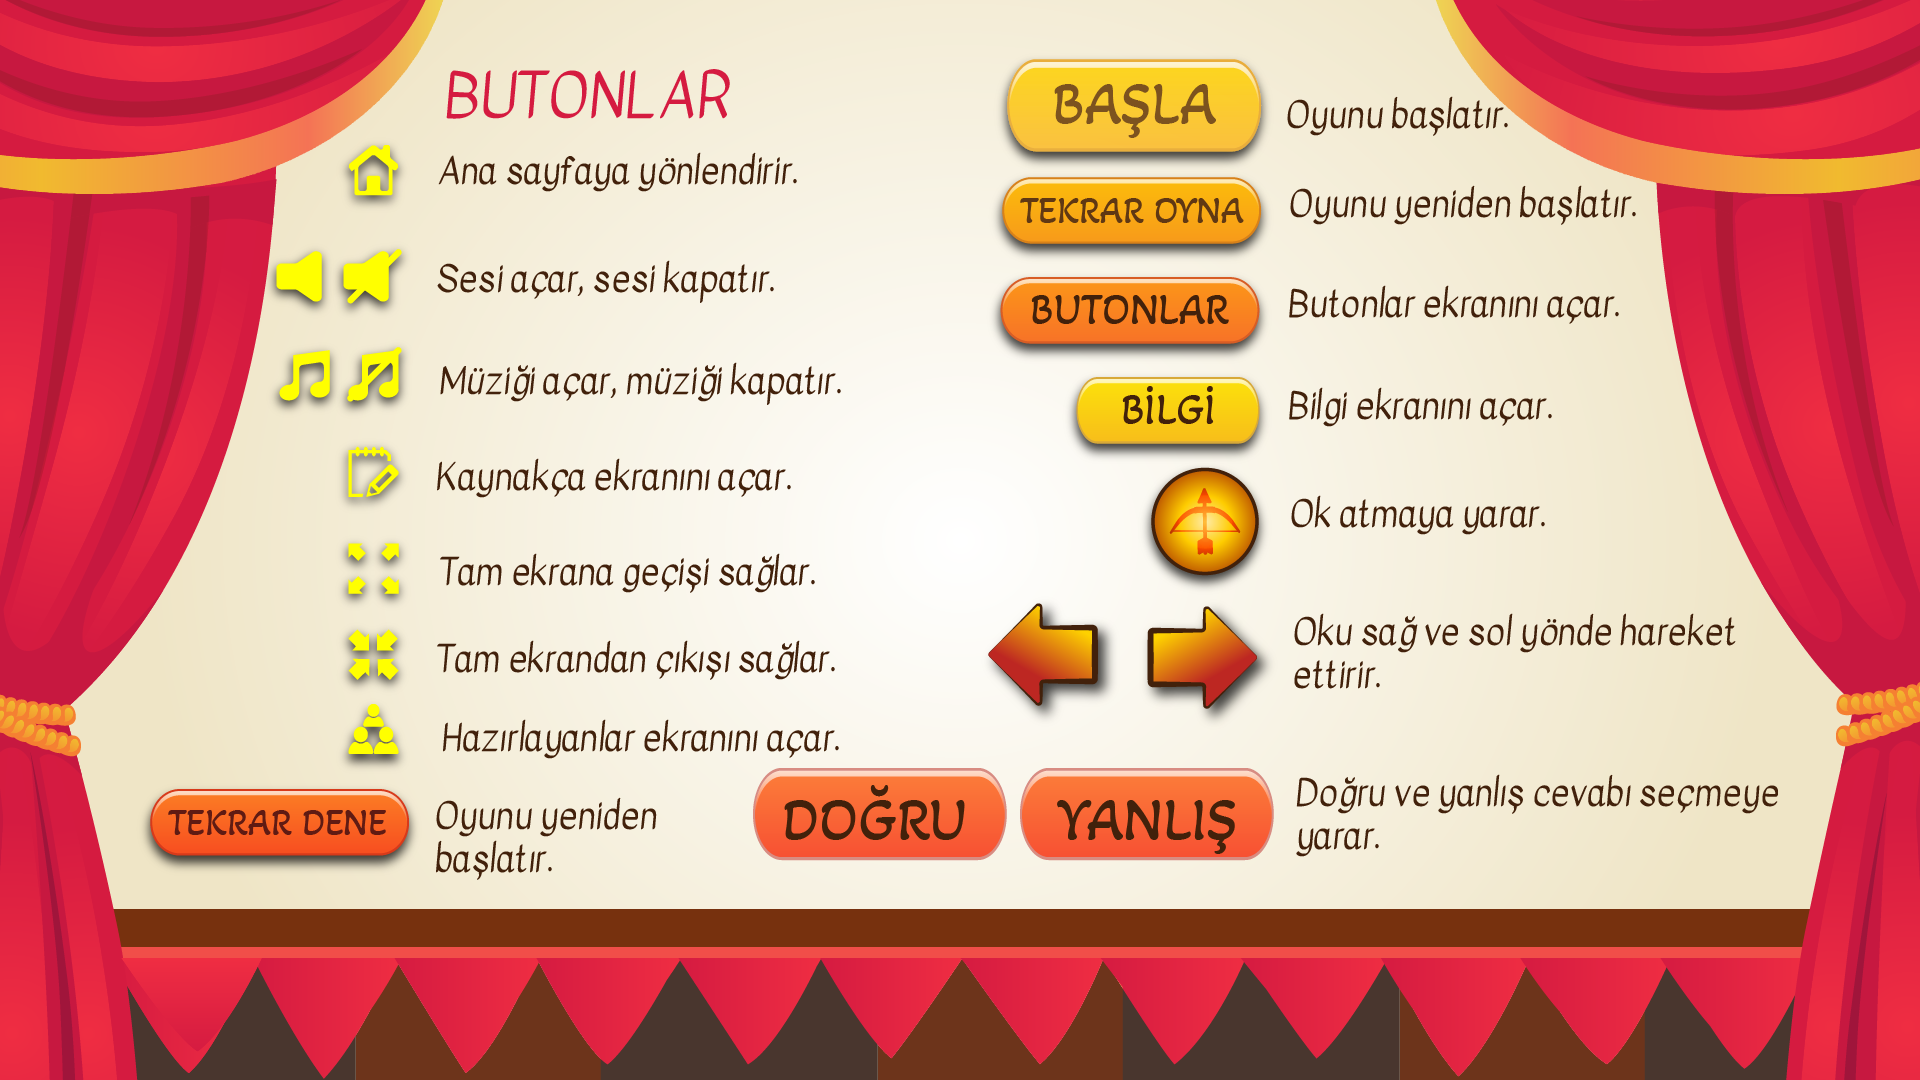 BUTONLAR
Ana sayfaya yönlendirir.
Sesi açar, sesi kapatır.
Müziği açar, müziği kapatır.
Kaynakça ekranını açar.
Tam ekrana geçişi sağlar.
Tam ekrandan çıkışı sağlar.
Hazırlayanlar ekranını açar.
TEKRAR DENE
Oyunu yeniden
başlatır.
BAŞLA
Oyunu başlatır.
TEKRAR OYNA
Oyunu yeniden başlatır.
BUTONLAR
Butonlar ekranını açar.
BİLGİ
Bilgi ekranını açar.
Ok atmaya yarar.
Oku sağ ve sol yönde hareket
ettirir.
DOĞRU
YANLIŞ
Doğru ve yanlış cevabı seçmeye
yarar.